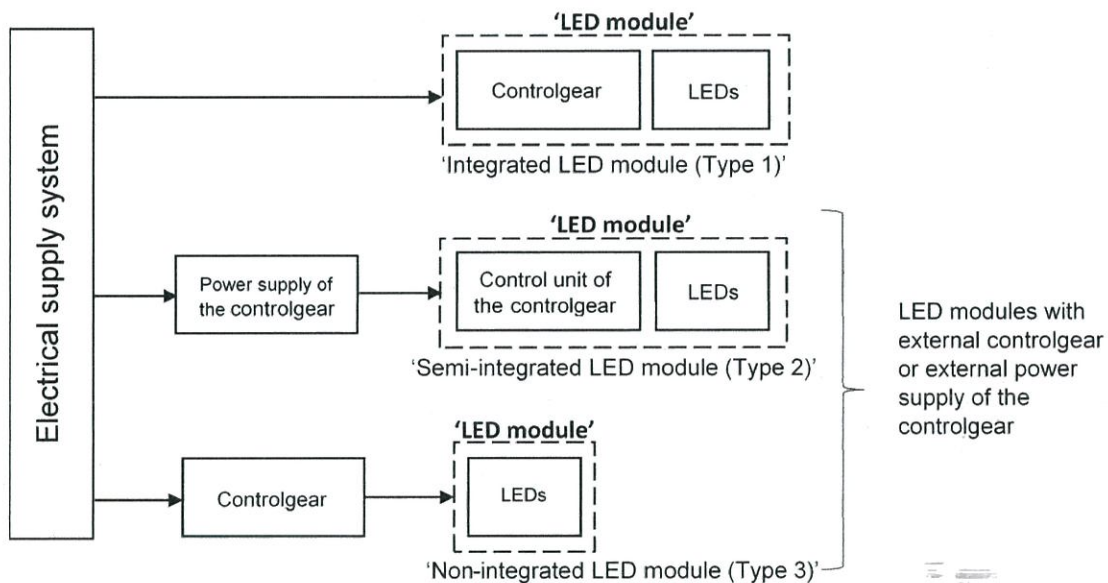 Electrical supply system
'LED module'
Controlgear
LEDs
'Integrated LED module (Type 1)'
'LED module'
Power supply of
the controlgear
Control unit of
the controlgear
LEDs
'Semi-integrated LED module (Type 2)'
'LED module'
Controlgear
LEDs
'Non-integrated LED module (Type 3)'
LED modules with
external controlgear
or external power
supply of the
controlgear